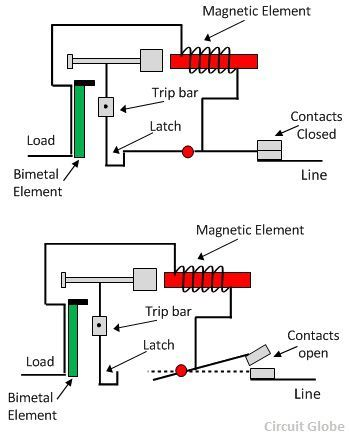 Magnetic Element
Trip bar
Contacts
Closed
Latch
Load
Bimetal
Element
Line
Magnetic Element
Trip bar
Contacts
open
Latch
Load
Bimetal
Element
Line
Circuit Globe